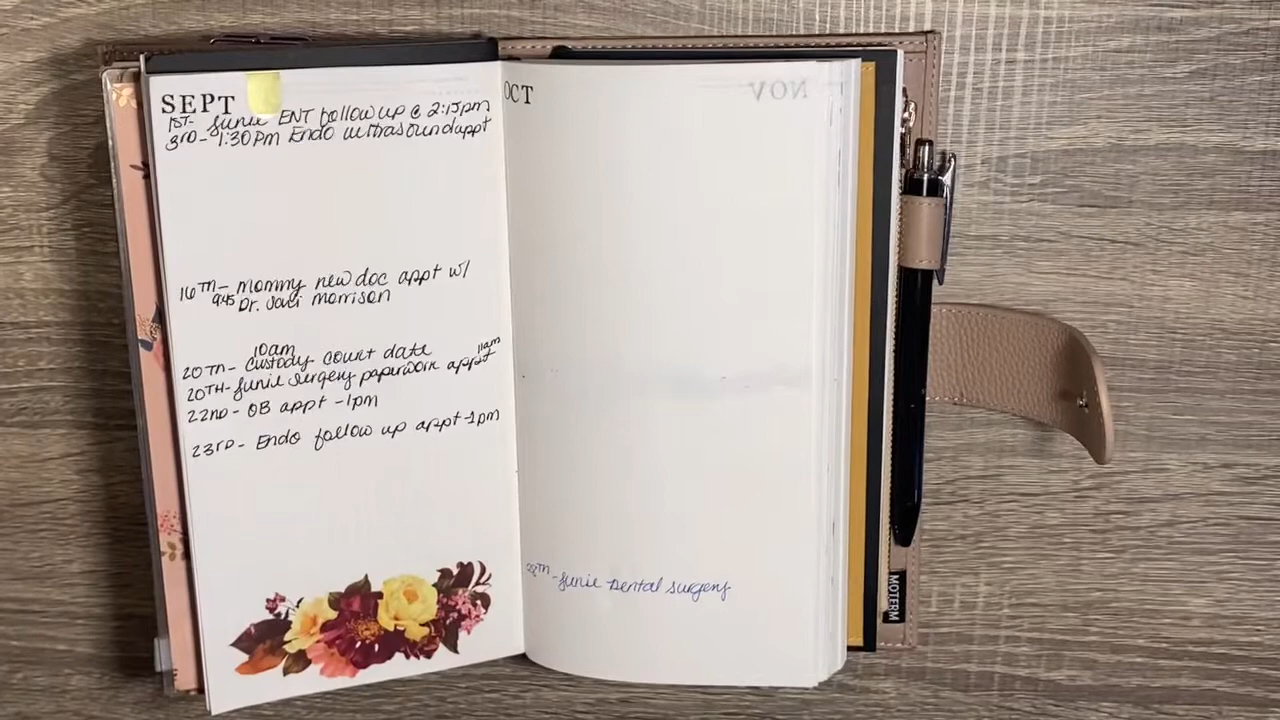 SEPT
1ST- Junie ENT follow up @ 2:15pm
3RD- 1:30pm Endo ultrasound appt
16TH- mommy new doc appt w/
9:45 Dr. morrison
10am
20TH- Custody court date
11am
20TH- Junie surgery paperwork appt
22ND- OB appt -1pm
23RD- Endo follow up appt-1pm
OCT
28TH- Junie Dental surgery
NOV
MOTERM